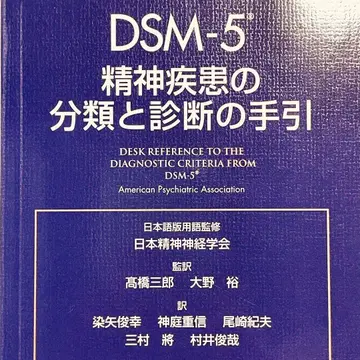 DSM-5®
精神疾患の
分類と診断の手引
DESK REFERENCE TO THE
DIAGNOSTIC CRITERIA FROM
DSM-5®
American Psychiatric Association
日本語版用語監修
日本精神神経学会
監訳
髙橋三郎 大野 裕
訳
染矢俊幸 神庭重信 尾崎紀夫
三村 將 村井俊哉